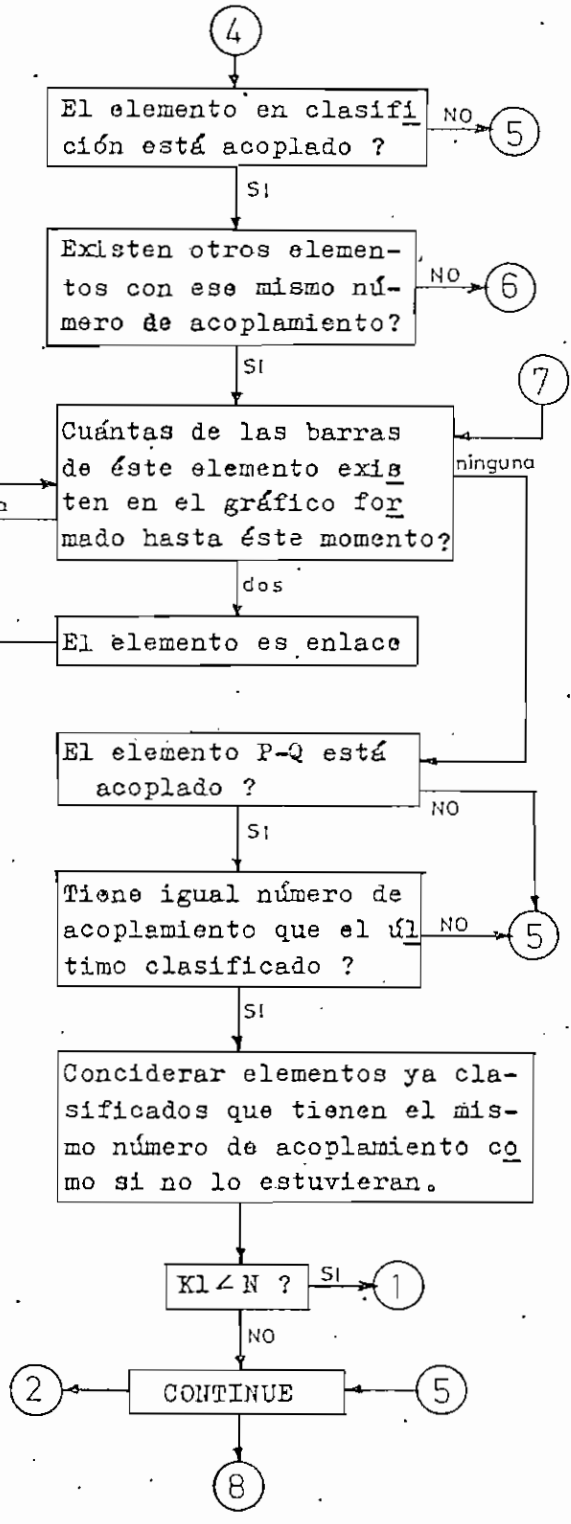 4
El elemento en clasifi
ción está acoplado ?
NO
5
SI
Existen otros elemen-
tos con ese mismo nú-
mero de acoplamiento?
NO
6
SI
7
Cuántas de las barras
de éste elemento exis
ten en el gráfico for
mado hasta éste momento?
ninguna
dos
El elemento es enlace
El elemento P-Q está
acoplado ?
NO
SI
Tiene igual número de
acoplamiento que el úl
timo clasificado ?
NO
5
SI
Conciderar elementos ya cla-
sificados que tienen el mis-
mo número de acoplamiento co
mo si no lo estuvieran.
K1 < N ?
SI
1
NO
2
CONTINUE
5
8